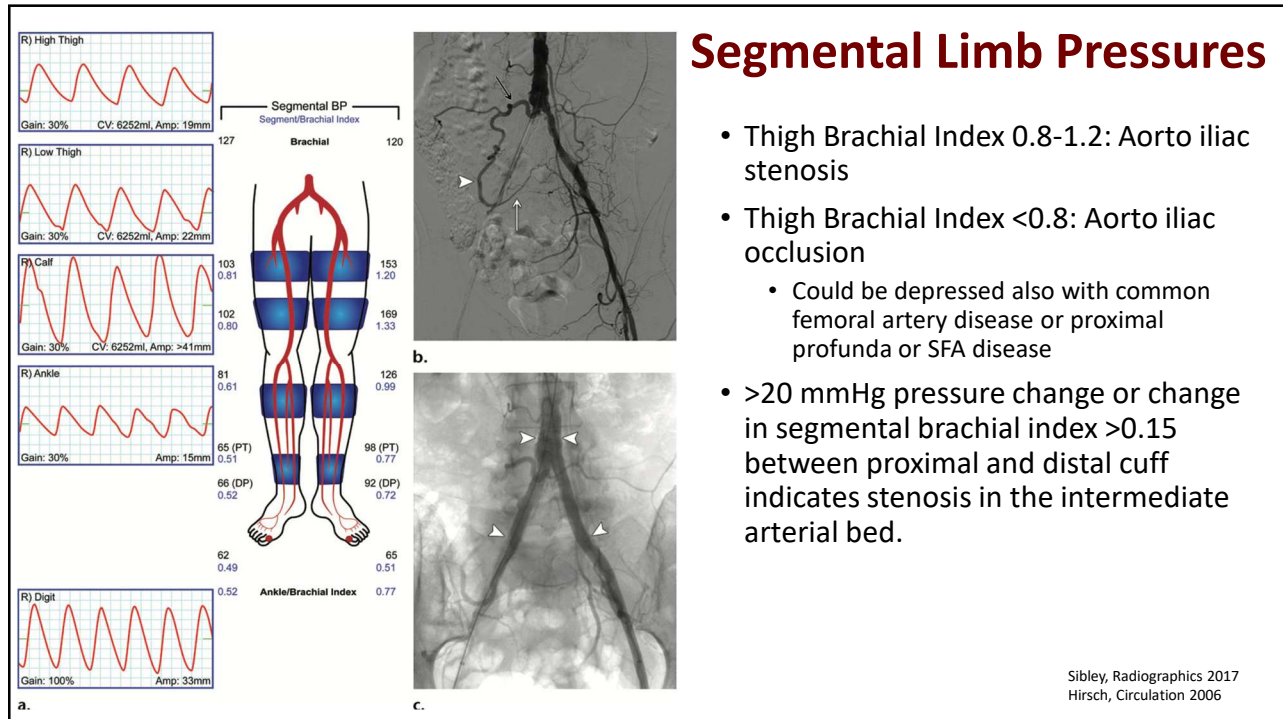 Segmental Limb Pressures
R) High Thigh
Gain: 30% CV: 6252ml, Amp: 19mm
R) Low Thigh
Gain: 30% CV: 6252ml, Amp: 22mm
R) Calf
Gain: 30% CV: 6252ml, Amp: >41mm
R) Ankle
Gain: 30% Amp: 15mm
R) Digit
Gain: 100% Amp: 33mm
a.
Segmental BP
Segment/Brachial Index
127 Brachial 120
103 153
0.81 1.20
102 169
0.80 1.33
81 126
0.61 0.99
65 (PT) 98 (PT)
0.51 0.77
66 (DP) 92 (DP)
0.52 0.72
62 65
0.49 0.51
0.52 Ankle/Brachial Index 0.77
b.
c.
• Thigh Brachial Index 0.8-1.2: Aorto iliac
stenosis
• Thigh Brachial Index <0.8: Aorto iliac
occlusion
• Could be depressed also with common
femoral artery disease or proximal
profunda or SFA disease
• >20 mmHg pressure change or change
in segmental brachial index >0.15
between proximal and distal cuff
indicates stenosis in the intermediate
arterial bed.
Sibley, Radiographics 2017
Hirsch, Circulation 2006